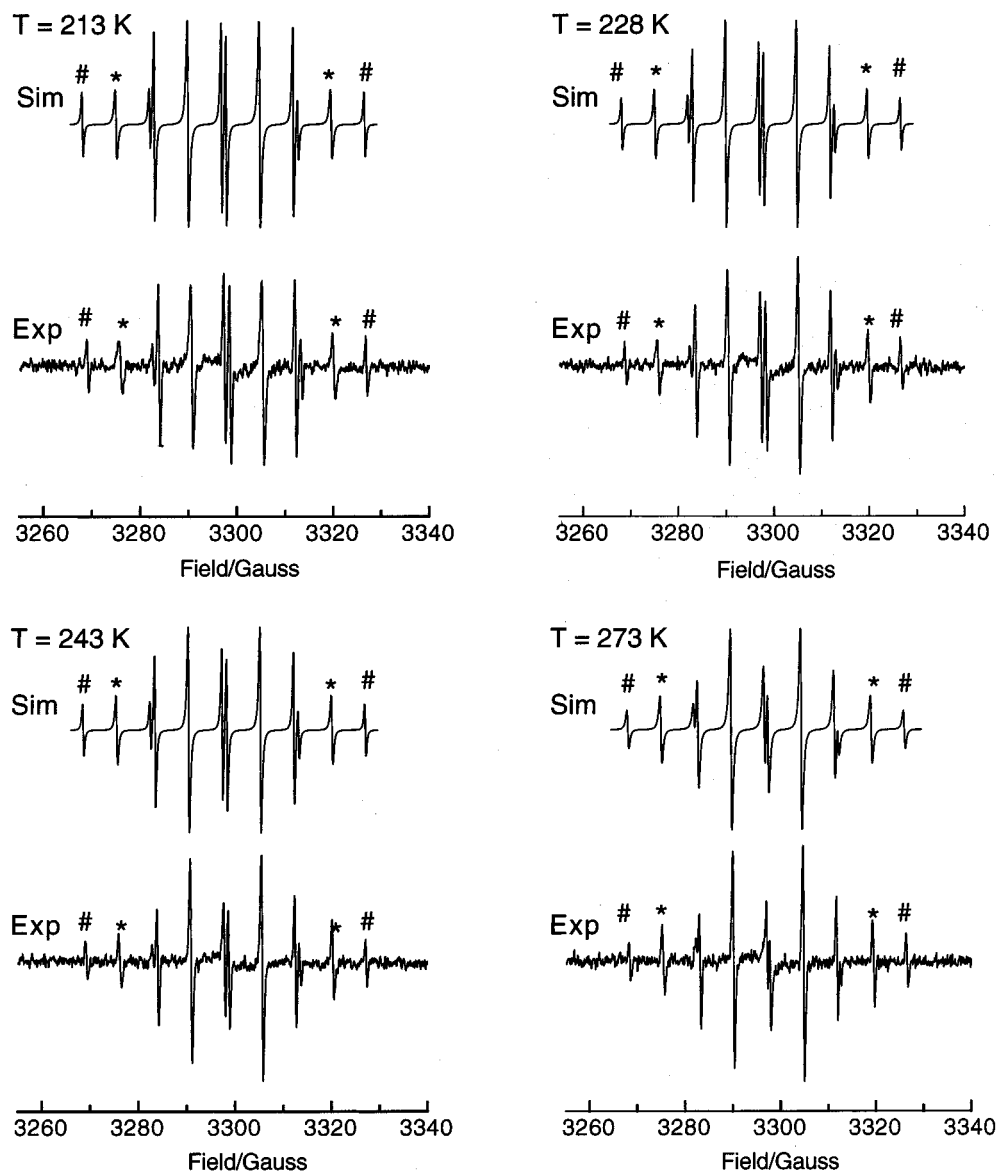 T = 213 K
# * * #
Sim
Exp
# * * #
3260 3280 3300 3320 3340
Field/Gauss
T = 228 K
# * * #
Sim
Exp
# * * #
3260 3280 3300 3320 3340
Field/Gauss
T = 243 K
# * * #
Sim
Exp
# * * #
3260 3280 3300 3320 3340
Field/Gauss
T = 273 K
# * * #
Sim
Exp
# * * #
3260 3280 3300 3320 3340
Field/Gauss